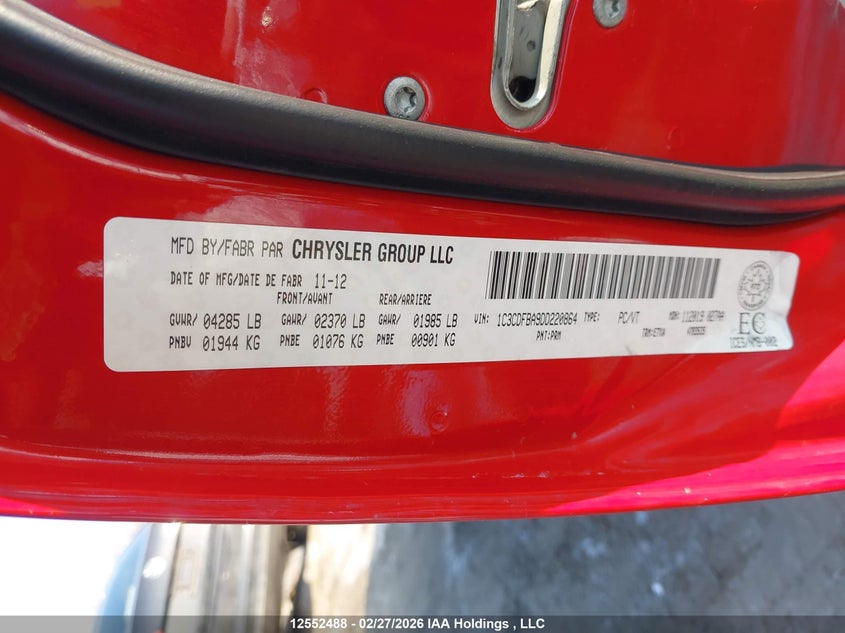 MFD BY/FABR PAR CHRYSLER GROUP LLC
DATE OF MFG/DATE DE FABR 11-12
FRONT/AVANT REAR/ARRIERE
GVWR/ 04285 LB GAWR/ 02370 LB GAWR/ 01985 LB
PNBV 01944 KG PNBE 01076 KG PNBE 00901 KG
VIN: 1C3CDFBA9DD220864 TYPE: PC/VT MDH: 112019
PNT:PRM
EC
12552488 - 02/27/2026 IAA Holdings , LLC